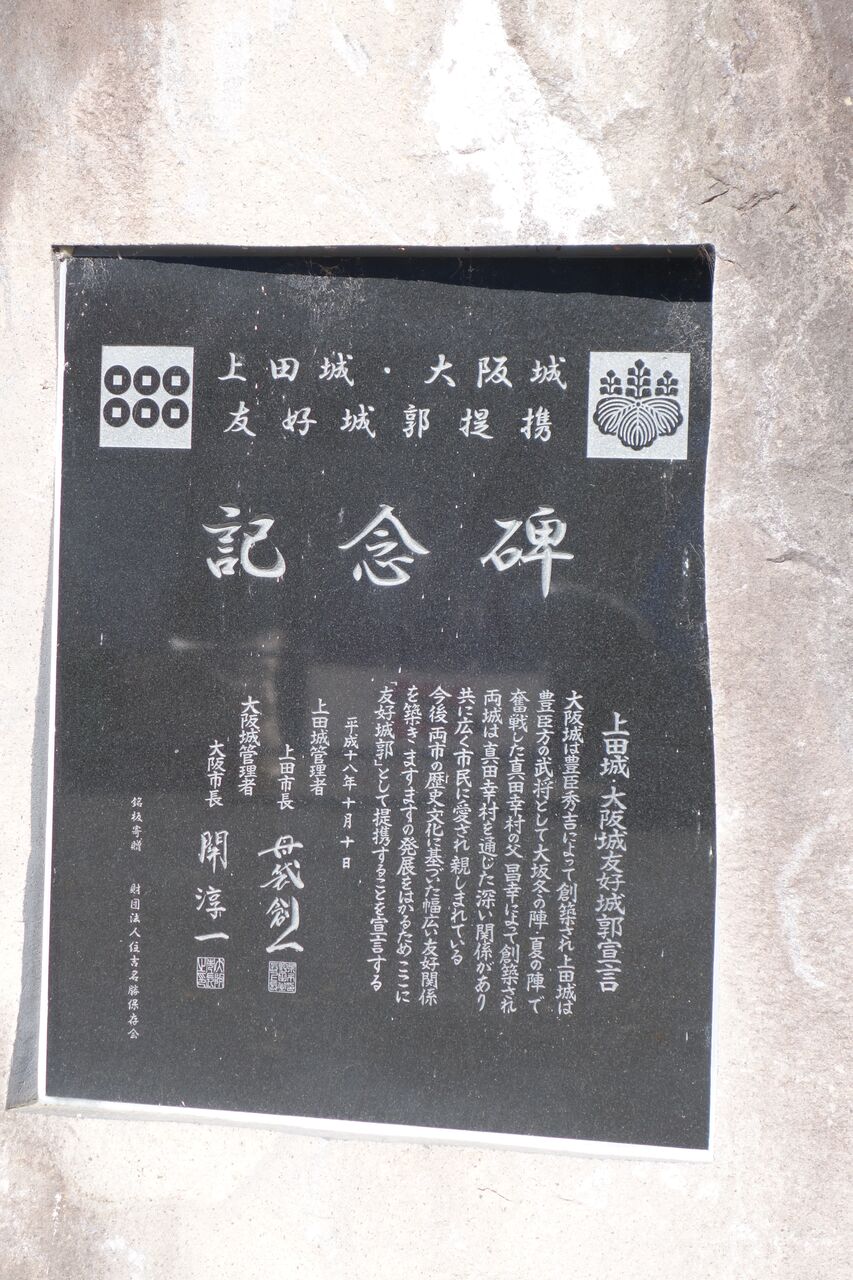 上田城・大阪城
友好城郭提携
記念碑
上田城・大阪城友好城郭宣言
大阪城は豊臣秀吉によって創築され上田城は
豊臣方の武将として大坂冬の陣・夏の陣で
奮戦した真田幸村の父 昌幸によって創築され
両城は真田幸村を通じた深い関係があり
共に広く市民に愛され親しまれている
今後両市の歴史文化に基づいた幅広い友好関係
を築き ますますの発展をはかるため ここに
「友好城郭」として提携することを宣言する
平成十八年十月十日
上田城管理者
上田市長 母袋創一
大阪城管理者
大阪市長 関淳一
銘板寄贈 財団法人住吉名勝保存会